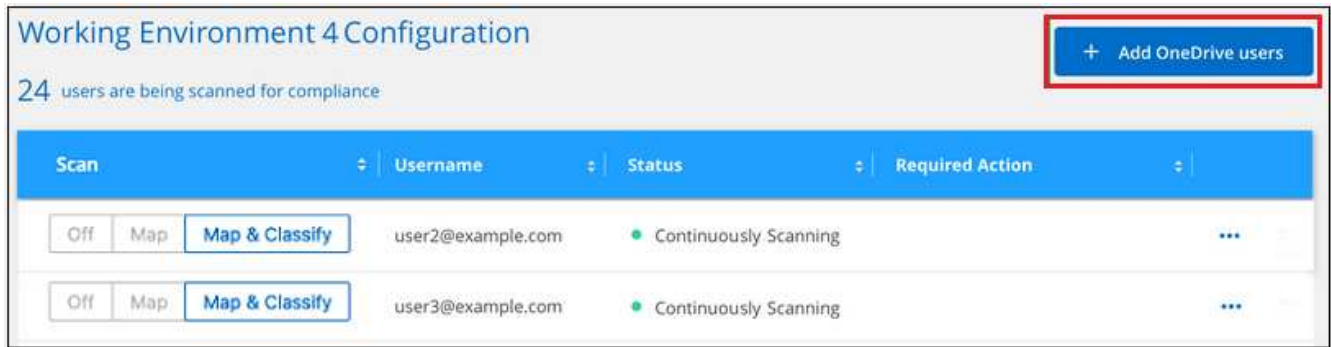 Working Environment 4 Configuration
+ Add OneDrive users
24 users are being scanned for compliance
Scan Username Status Required Action
Off Map Map & Classify user2@example.com Continuously Scanning •••
Off Map Map & Classify user3@example.com Continuously Scanning •••